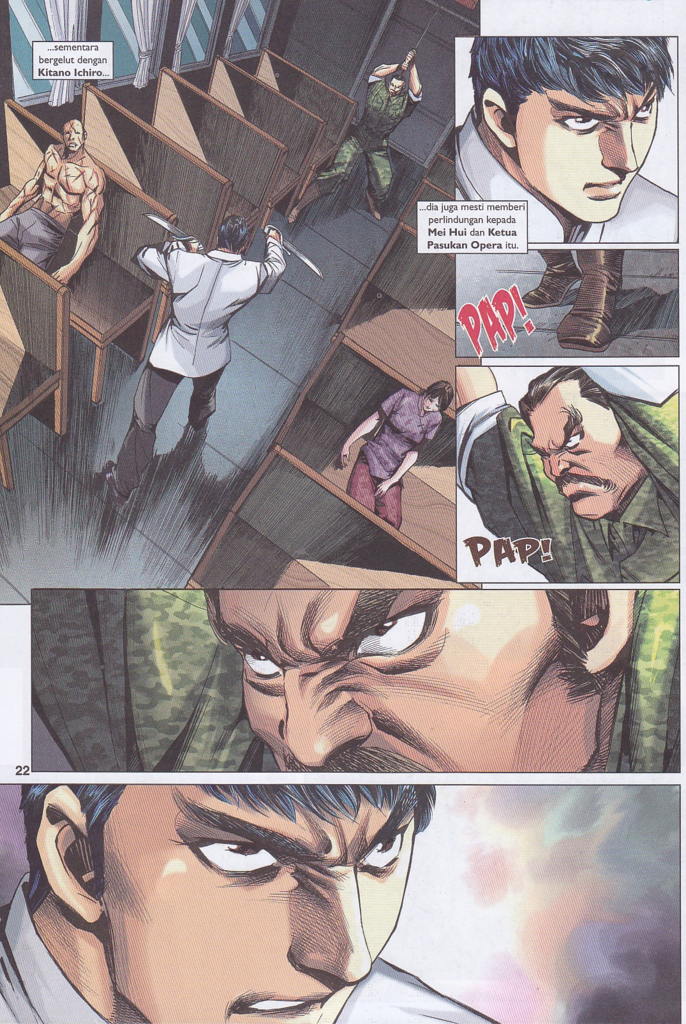 ...sementara
bergelut dengan
Kitano Ichiro...
...dia juga mesti memberi
perlindungan kepada
Mei Hui dan Ketua
Pasukan Opera itu.
PAP!
PAP!
22